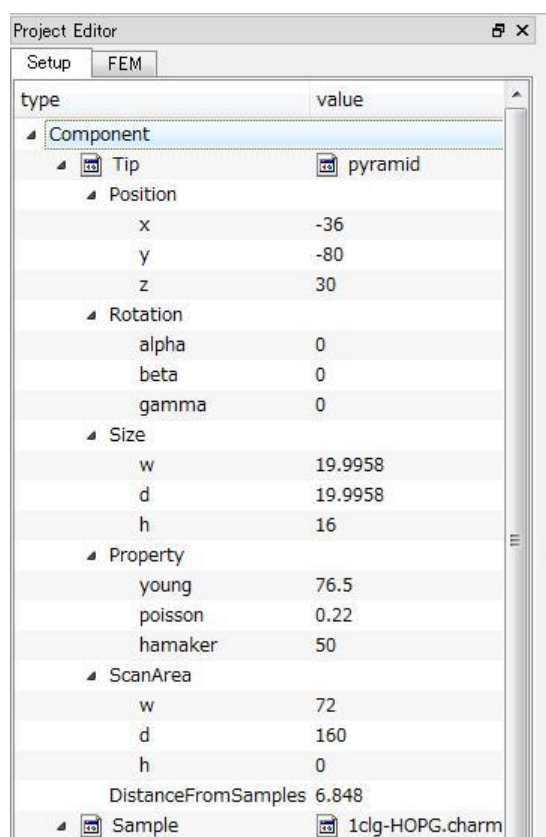 Project Editor
Setup FEM
type value
Component
Tip pyramid
Position
x -36
y -80
z 30
Rotation
alpha 0
beta 0
gamma 0
Size
w 19.9958
d 19.9958
h 16
Property
young 76.5
poisson 0.22
hamaker 50
ScanArea
w 72
d 160
h 0
DistanceFromSamples 6.848
Sample 1clg-HOPG.charm